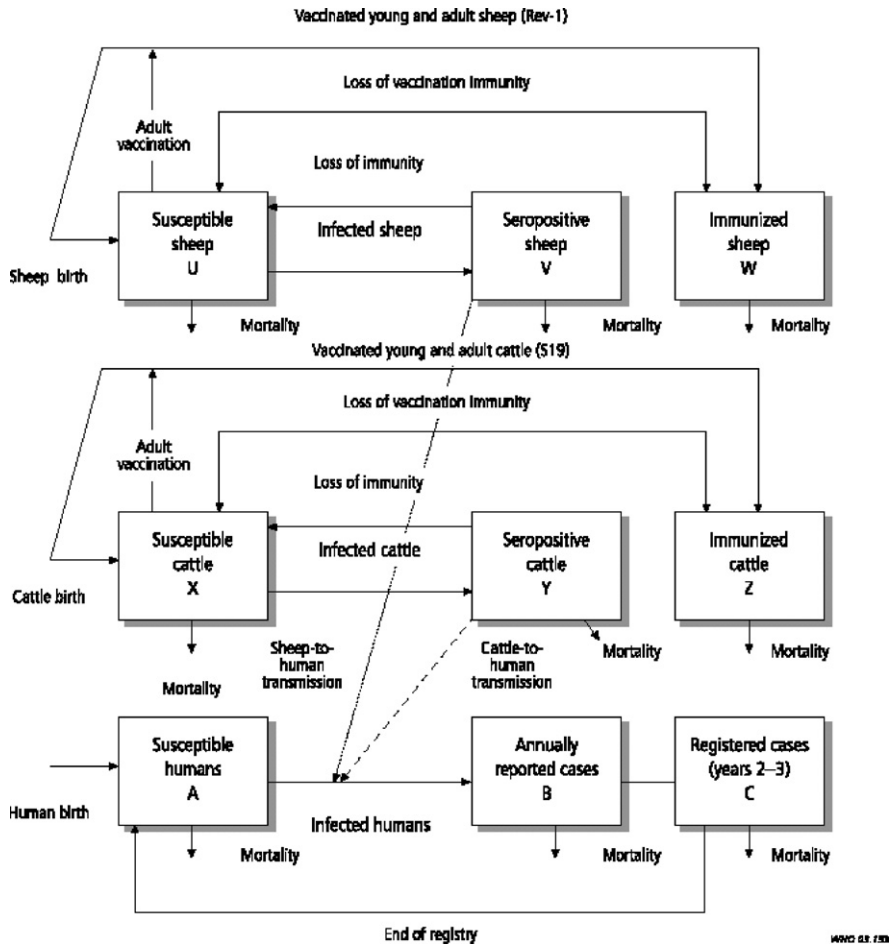 Vaccinated young and adult sheep (Rev-1)
Loss of vaccination immunity
Adult
vaccination
Loss of immunity
Susceptible
sheep
U
Infected sheep
Seropositive
sheep
V
Immunized
sheep
W
Sheep birth
Mortality
Mortality
Mortality
Vaccinated young and adult cattle (S19)
Loss of vaccination immunity
Adult
vaccination
Loss of immunity
Susceptible
cattle
X
Infected cattle
Seropositive
cattle
Y
Immunized
cattle
Z
Cattle birth
Mortality
Sheep-to-
human
transmission
Cattle-to-
human
transmission
Mortality
Mortality
Susceptible
humans
A
Annually
reported cases
B
Registered cases
(years 2–3)
C
Human birth
Infected humans
Mortality
Mortality
Mortality
End of registry
WHO 03.